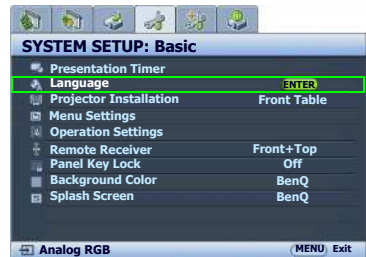 SYSTEM SETUP: Basic
Presentation Timer
Language ENTER
Projector Installation Front Table
Menu Settings
Operation Settings
Remote Receiver Front+Top
Panel Key Lock Off
Background Color BenQ
Splash Screen BenQ
Analog RGB MENU Exit